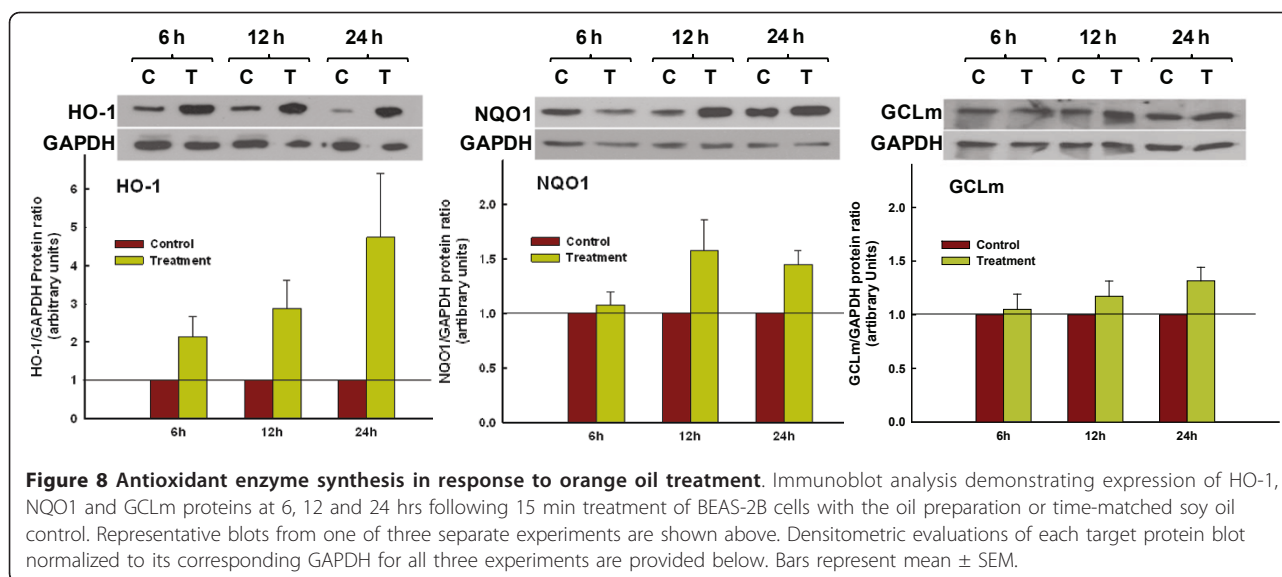 6 h 12 h 24 h
C T C T C T
HO-1
GAPDH
HO-1
HO-1/GAPDH Protein ratio
(arbitrary units)
6
5
4
3
2
1
0
Control
Treatment
6h 12h 24h
6 h 12 h 24 h
C T C T C T
NQO1
GAPDH
NQO1
NQO1/GAPDH protein ratio
(artibrary units)
2.0
1.5
1.0
0.5
0.0
Control
Treatment
6h 12h 24h
6 h 12 h 24 h
C T C T C T
GCLm
GAPDH
GCLm
GCLm/GAPDH protein ratio
(artibrary Units)
2.0
1.5
1.0
0.5
0.0
Control
Treatment
6h 12h 24h
Figure 8 Antioxidant enzyme synthesis in response to orange oil treatment. Immunoblot analysis demonstrating expression of HO-1,
NQO1 and GCLm proteins at 6, 12 and 24 hrs following 15 min treatment of BEAS-2B cells with the oil preparation or time-matched soy oil
control. Representative blots from one of three separate experiments are shown above. Densitometric evaluations of each target protein blot
normalized to its corresponding GAPDH for all three experiments are provided below. Bars represent mean ± SEM.